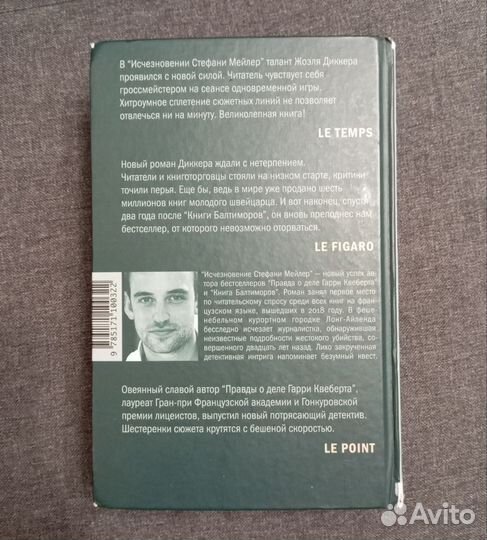 В "Исчезновении Стефани Мейлер" талант Жоэля Диккера
проявился с новой силой. Читатель чувствует себя
гроссмейстером на сеансе одновременной игры.
Хитроумное сплетение сюжетных линий не позволяет
отвлечься ни на минуту. Великолепная книга!
LE TEMPS
Новый роман Диккера ждали с нетерпением.
Читатели и книготорговцы стояли на низком старте, критики
точили перья. Еще бы, ведь в мире уже продано шесть
миллионов книг молодого швейцарца. И вот наконец, спустя
два года после "Книги Балтиморов", он вновь преподнес нам
бестселлер, от которого невозможно оторваться.
LE FIGARO
"Исчезновение Стефани Мейлер" — новый успех ав-
тора бестселлеров "Правда о деле Гарри Квеберта"
и "Книга Балтиморов". Роман занял первое место
по читательскому спросу среди всех книг на фран-
цузском языке, вышедших в 2018 году. В феше-
небельном курортном городке Лонг-Айленда
бесследно исчезает журналистка, обнаружившая
неизвестные подробности жестокого убийства, со-
вершенного двадцать лет назад. Лихо закрученная
детективная интрига напоминает безумный квест.
9 785171 100322
Овеянный славой автор "Правды о деле Гарри Квеберта",
лауреат Гран-при Французской академии и Гонкуровской
премии лицеистов, выпустил новый потрясающий детектив.
Шестеренки сюжета крутятся с бешеной скоростью.
LE POINT
Avito